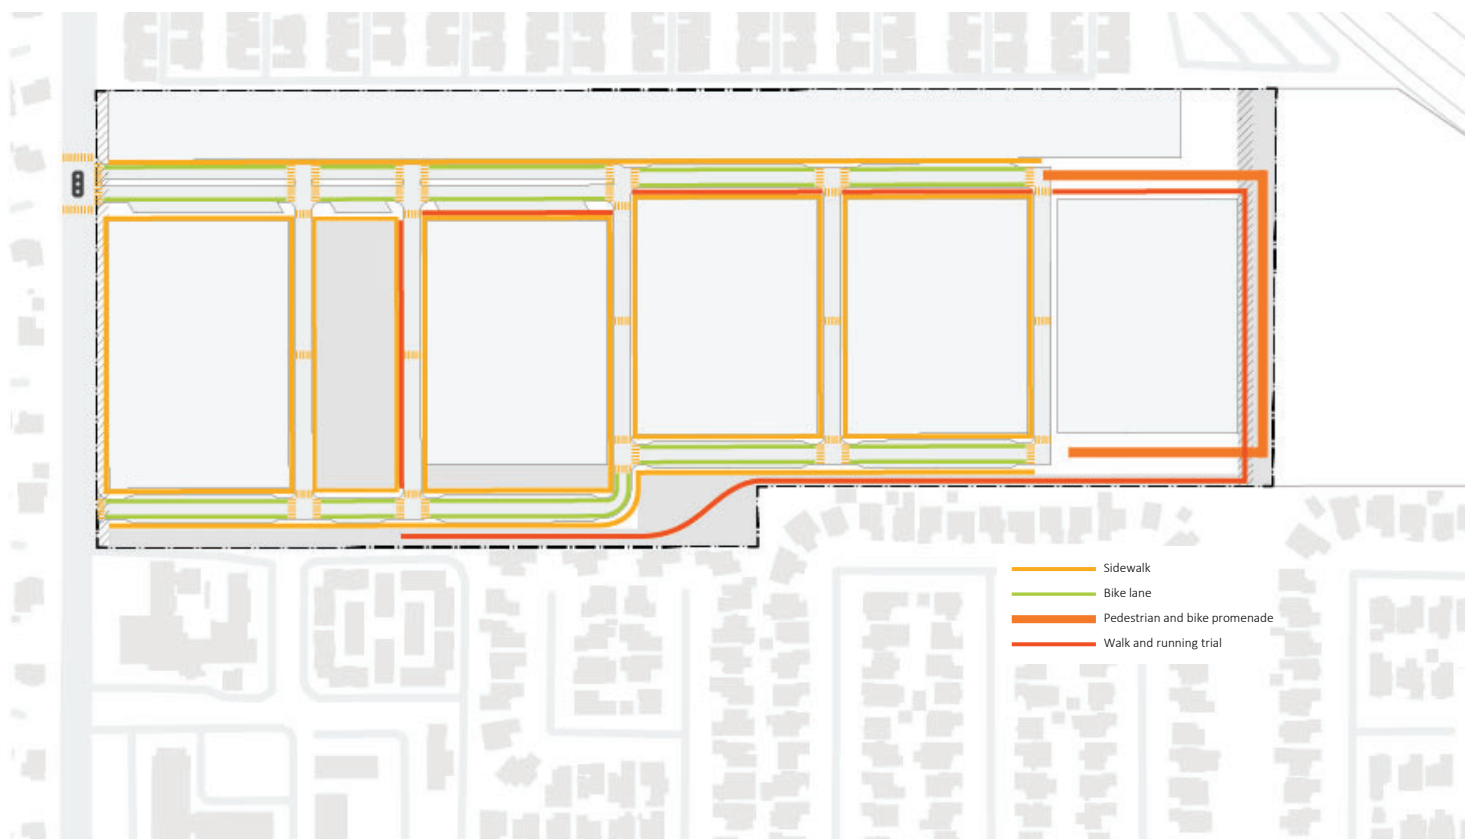 Sidewalk
Bike lane
Pedestrian and bike promenade
Walk and running trial